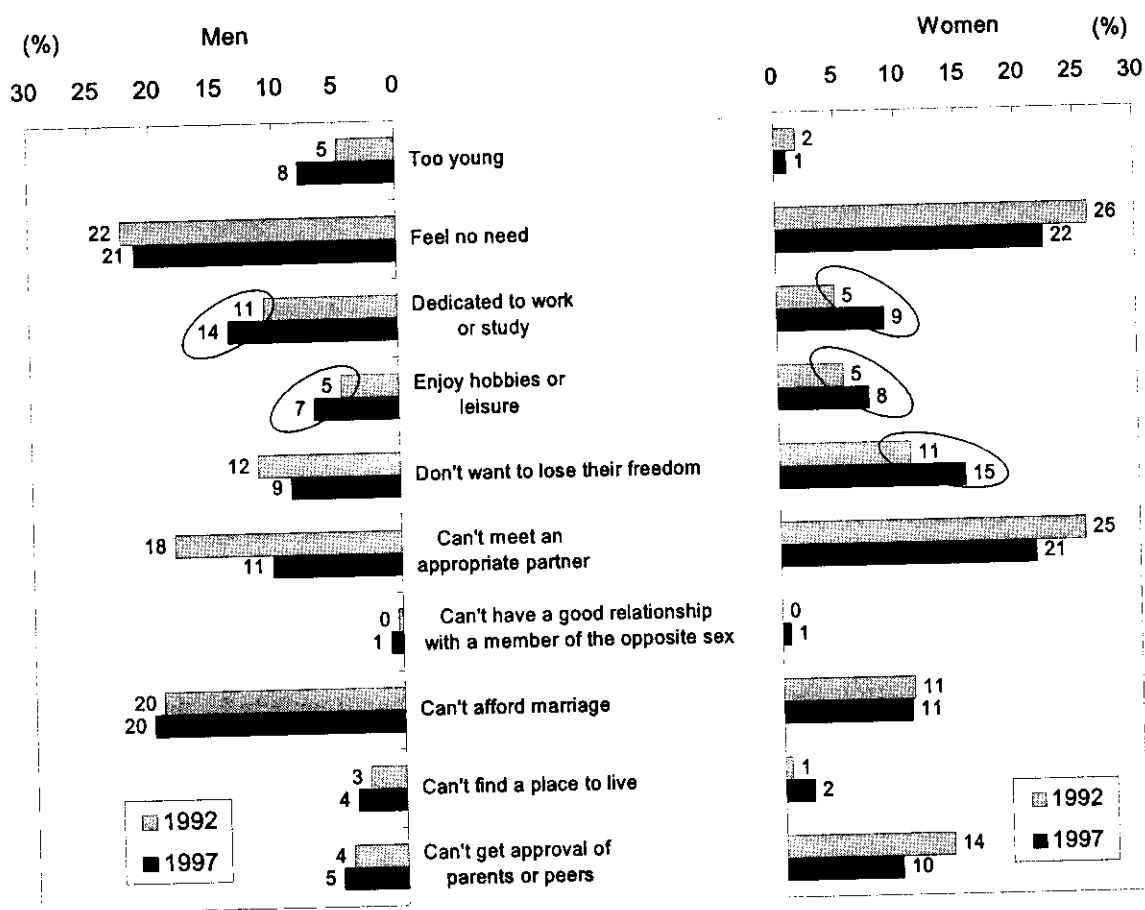 (%) Men Women (%)
30 25 20 15 10 5 0 0 5 10 15 20 25 30
5 Too young 2
8 1
22 Feel no need 26
21 22
11 Dedicated to work 5
14 or study 9
5 Enjoy hobbies or 5
7 leisure 8
12 Don't want to lose their freedom 11
9 15
18 Can't meet an 25
11 appropriate partner 21
0 Can't have a good relationship 0
1 with a member of the opposite sex 1
20 Can't afford marriage 11
20 11
3 Can't find a place to live 1
4 2
1992 1992
4 Can't get approval of 14
1997 5 parents or peers 10 1997